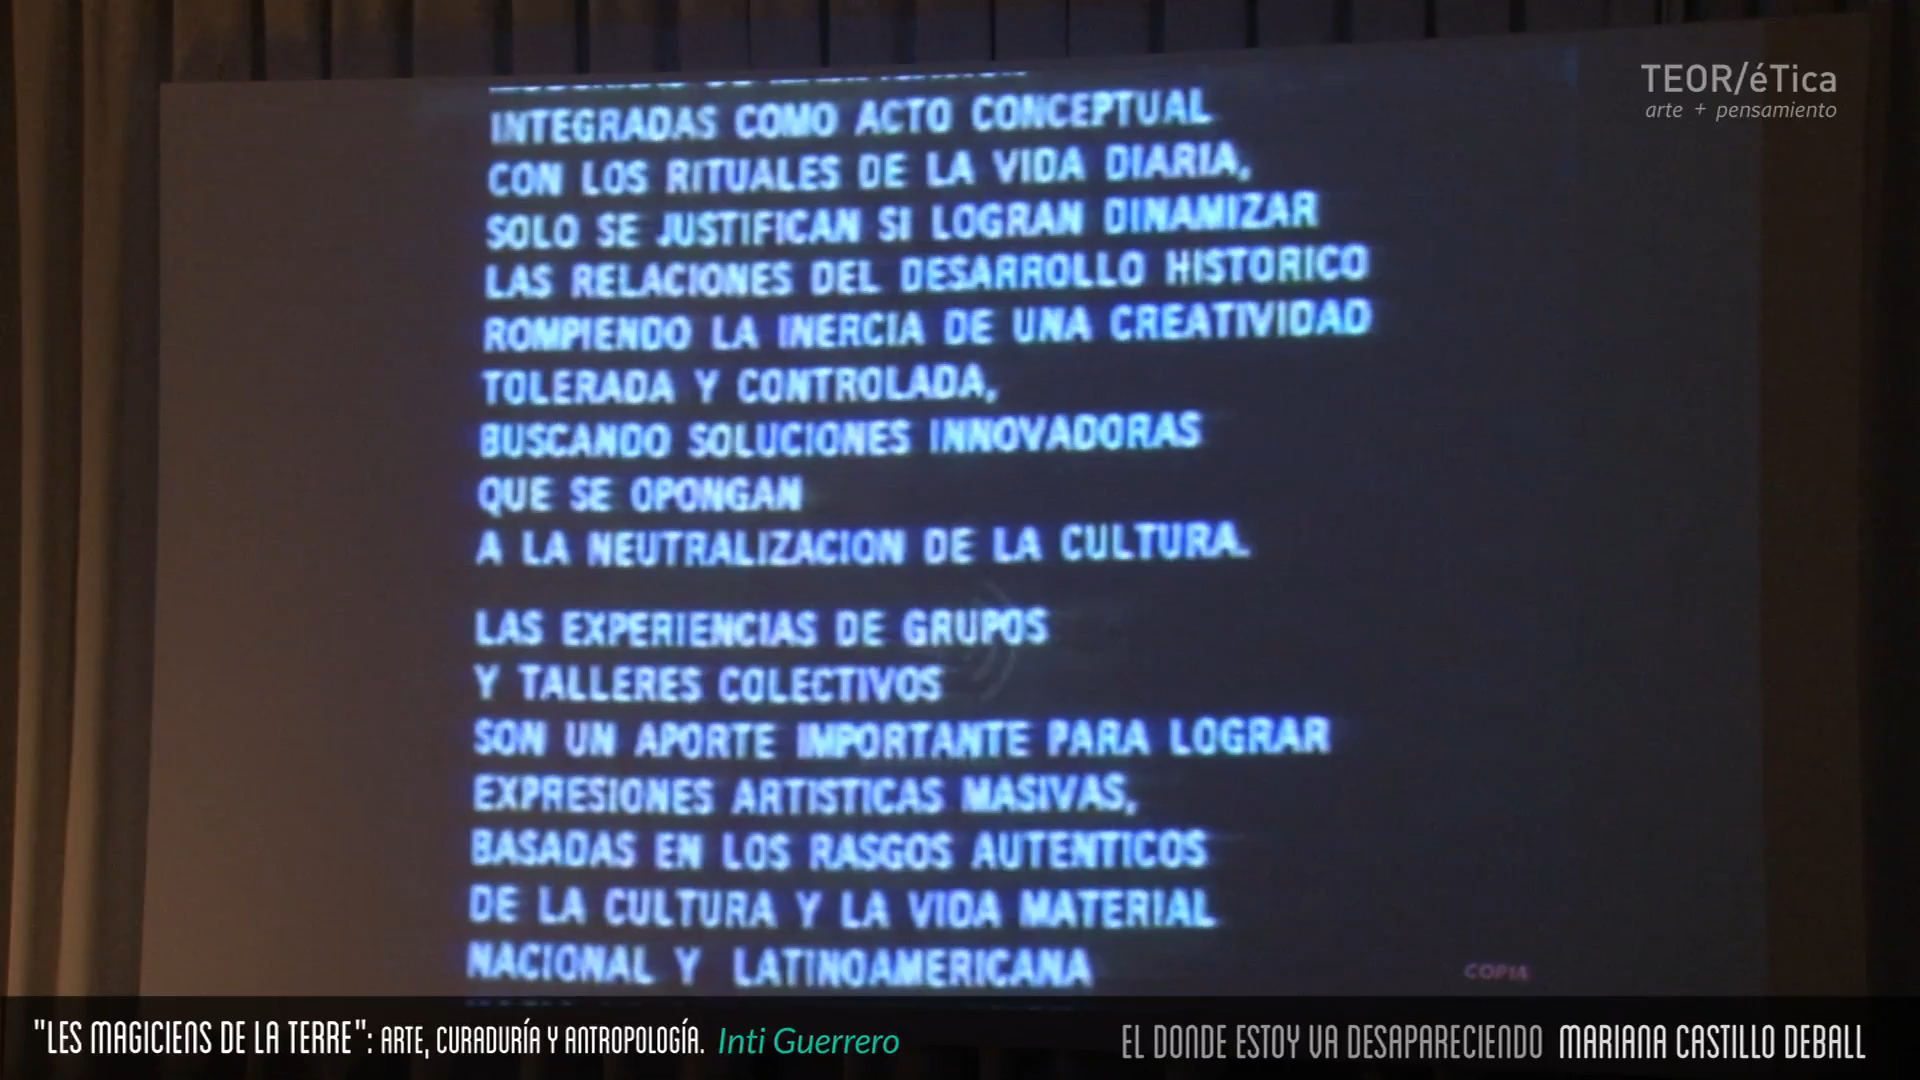 TEOR/éTica
arte + pensamiento
INTEGRADAS COMO ACTO CONCEPTUAL
CON LOS RITUALES DE LA VIDA DIARIA,
SOLO SE JUSTIFICAN SI LOGRAN DINAMIZAR
LAS RELACIONES DEL DESARROLLO HISTORICO
ROMPIENDO LA INERCIA DE UNA CREATIVIDAD
TOLERADA Y CONTROLADA,
BUSCANDO SOLUCIONES INNOVADORAS
QUE SE OPONGAN
A LA NEUTRALIZACION DE LA CULTURA.
LAS EXPERIENCIAS DE GRUPOS
Y TALLERES COLECTIVOS
SON UN APORTE IMPORTANTE PARA LOGRAR
EXPRESIONES ARTISTICAS MASIVAS,
BASADAS EN LOS RASGOS AUTENTICOS
DE LA CULTURA Y LA VIDA MATERIAL
NACIONAL Y LATINOAMERICANA
COPIA
"LES MAGICIENS DE LA TERRE": ARTE, CURADURÍA Y ANTROPOLOGÍA. Inti Guerrero
EL DONDE ESTOY VA DESAPARECIENDO MARIANA CASTILLO DEBALL